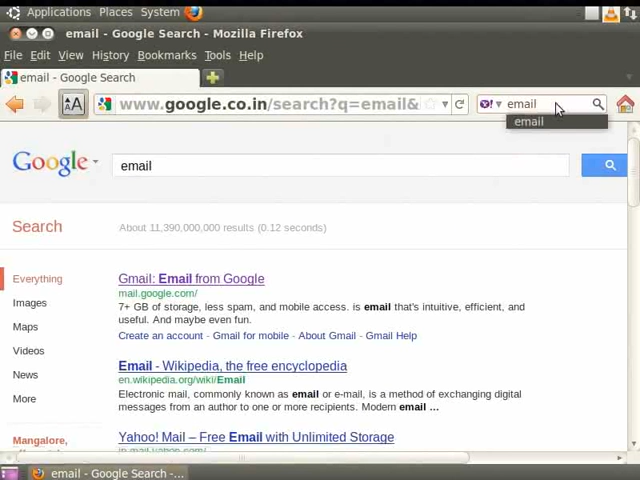 Applications Places System
email - Google Search - Mozilla Firefox
File Edit View History Bookmarks Tools Help
email - Google Search
AA www.google.co.in/search?q=email& Y! email
email
Google email
Search About 11,390,000,000 results (0.12 seconds)
Everything
Images
Maps
Videos
News
More
Mangalore,
Gmail: Email from Google
mail.google.com/
7+ GB of storage, less spam, and mobile access. is email that's intuitive, efficient, and
useful. And maybe even fun.
Create an account - Gmail for mobile - About Gmail - Gmail Help
Email - Wikipedia, the free encyclopedia
en.wikipedia.org/wiki/Email
Electronic mail, commonly known as email or e-mail, is a method of exchanging digital
messages from an author to one or more recipients. Modern email ...
Yahoo! Mail – Free Email with Unlimited Storage
email - Google Search -...